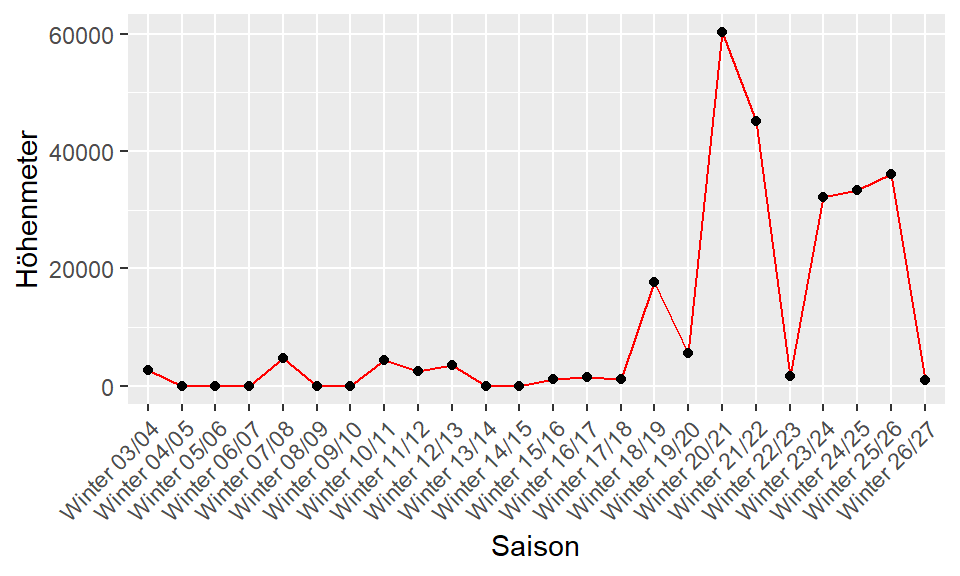 Höhenmeter
60000
40000
20000
0
Winter 03/04
Winter 04/05
Winter 05/06
Winter 06/07
Winter 07/08
Winter 08/09
Winter 09/10
Winter 10/11
Winter 11/12
Winter 12/13
Winter 13/14
Winter 14/15
Winter 15/16
Winter 16/17
Winter 17/18
Winter 18/19
Winter 19/20
Winter 20/21
Winter 21/22
Winter 22/23
Winter 23/24
Winter 24/25
Winter 25/26
Winter 26/27
Saison